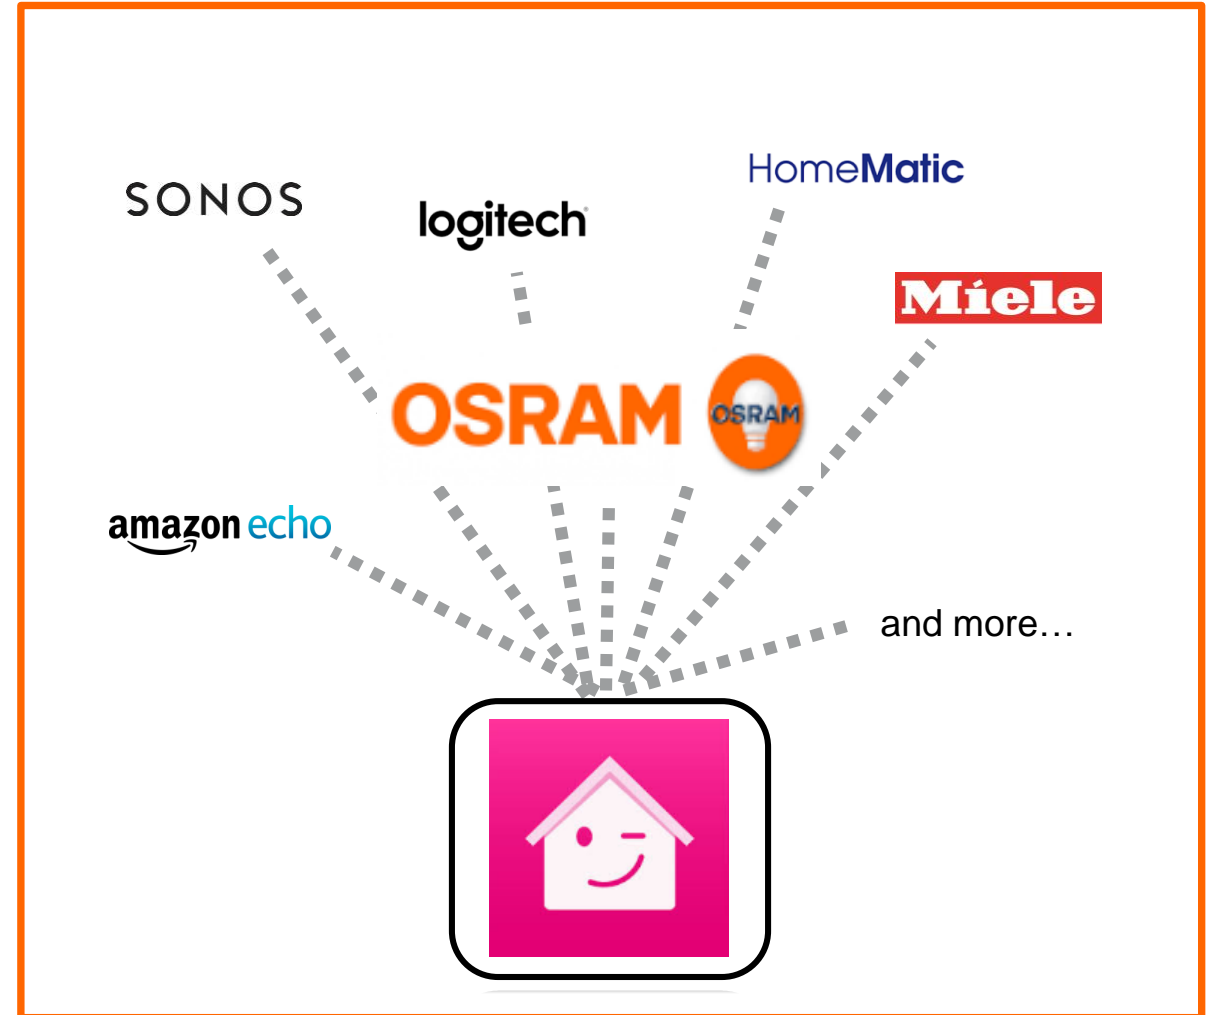 HomeMatic
SONOS
logitech
Miele
OSRAM OSRAM
amazon echo
and more…